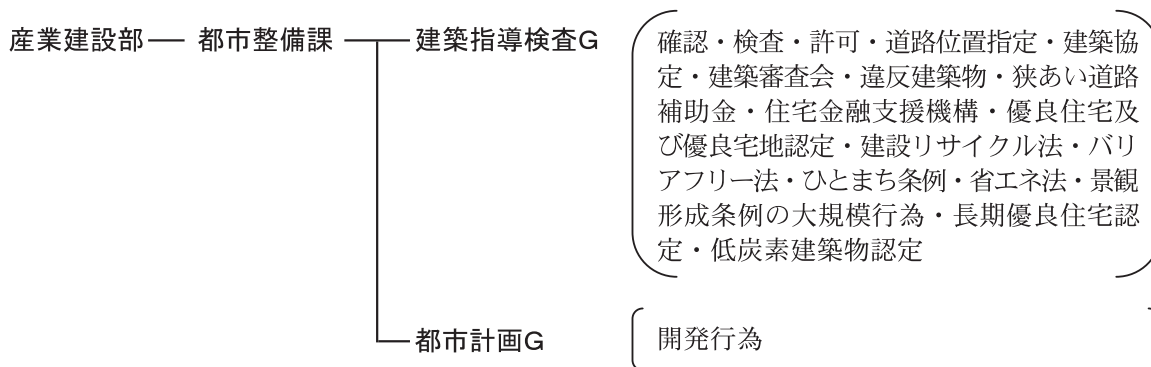 産業建設部 都市整備課 建築指導検査G
確認・検査・許可・道路位置指定・建築協
定・建築審査会・違反建築物・狭あい道路
補助金・住宅金融支援機構・優良住宅及
び優良宅地認定・建設リサイクル法・バリ
アフリー法・ひとまち条例・省エネ法・景観
形成条例の大規模行為・長期優良住宅認
定・低炭素建築物認定
都市計画G
開発行為